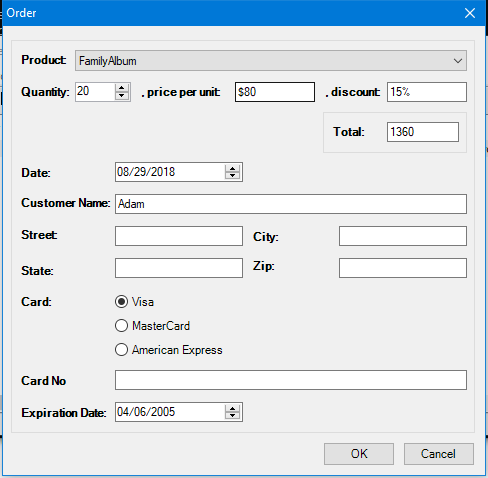 Order
Product: FamilyAlbum
Quantity: 20 , price per unit: $80 , discount: 15%
Total: 1360
Date: 08/29/2018
Customer Name: Adam
Street: City:
State: Zip:
Card: Visa
MasterCard
American Express
Card No
Expiration Date: 04/06/2005
OK Cancel